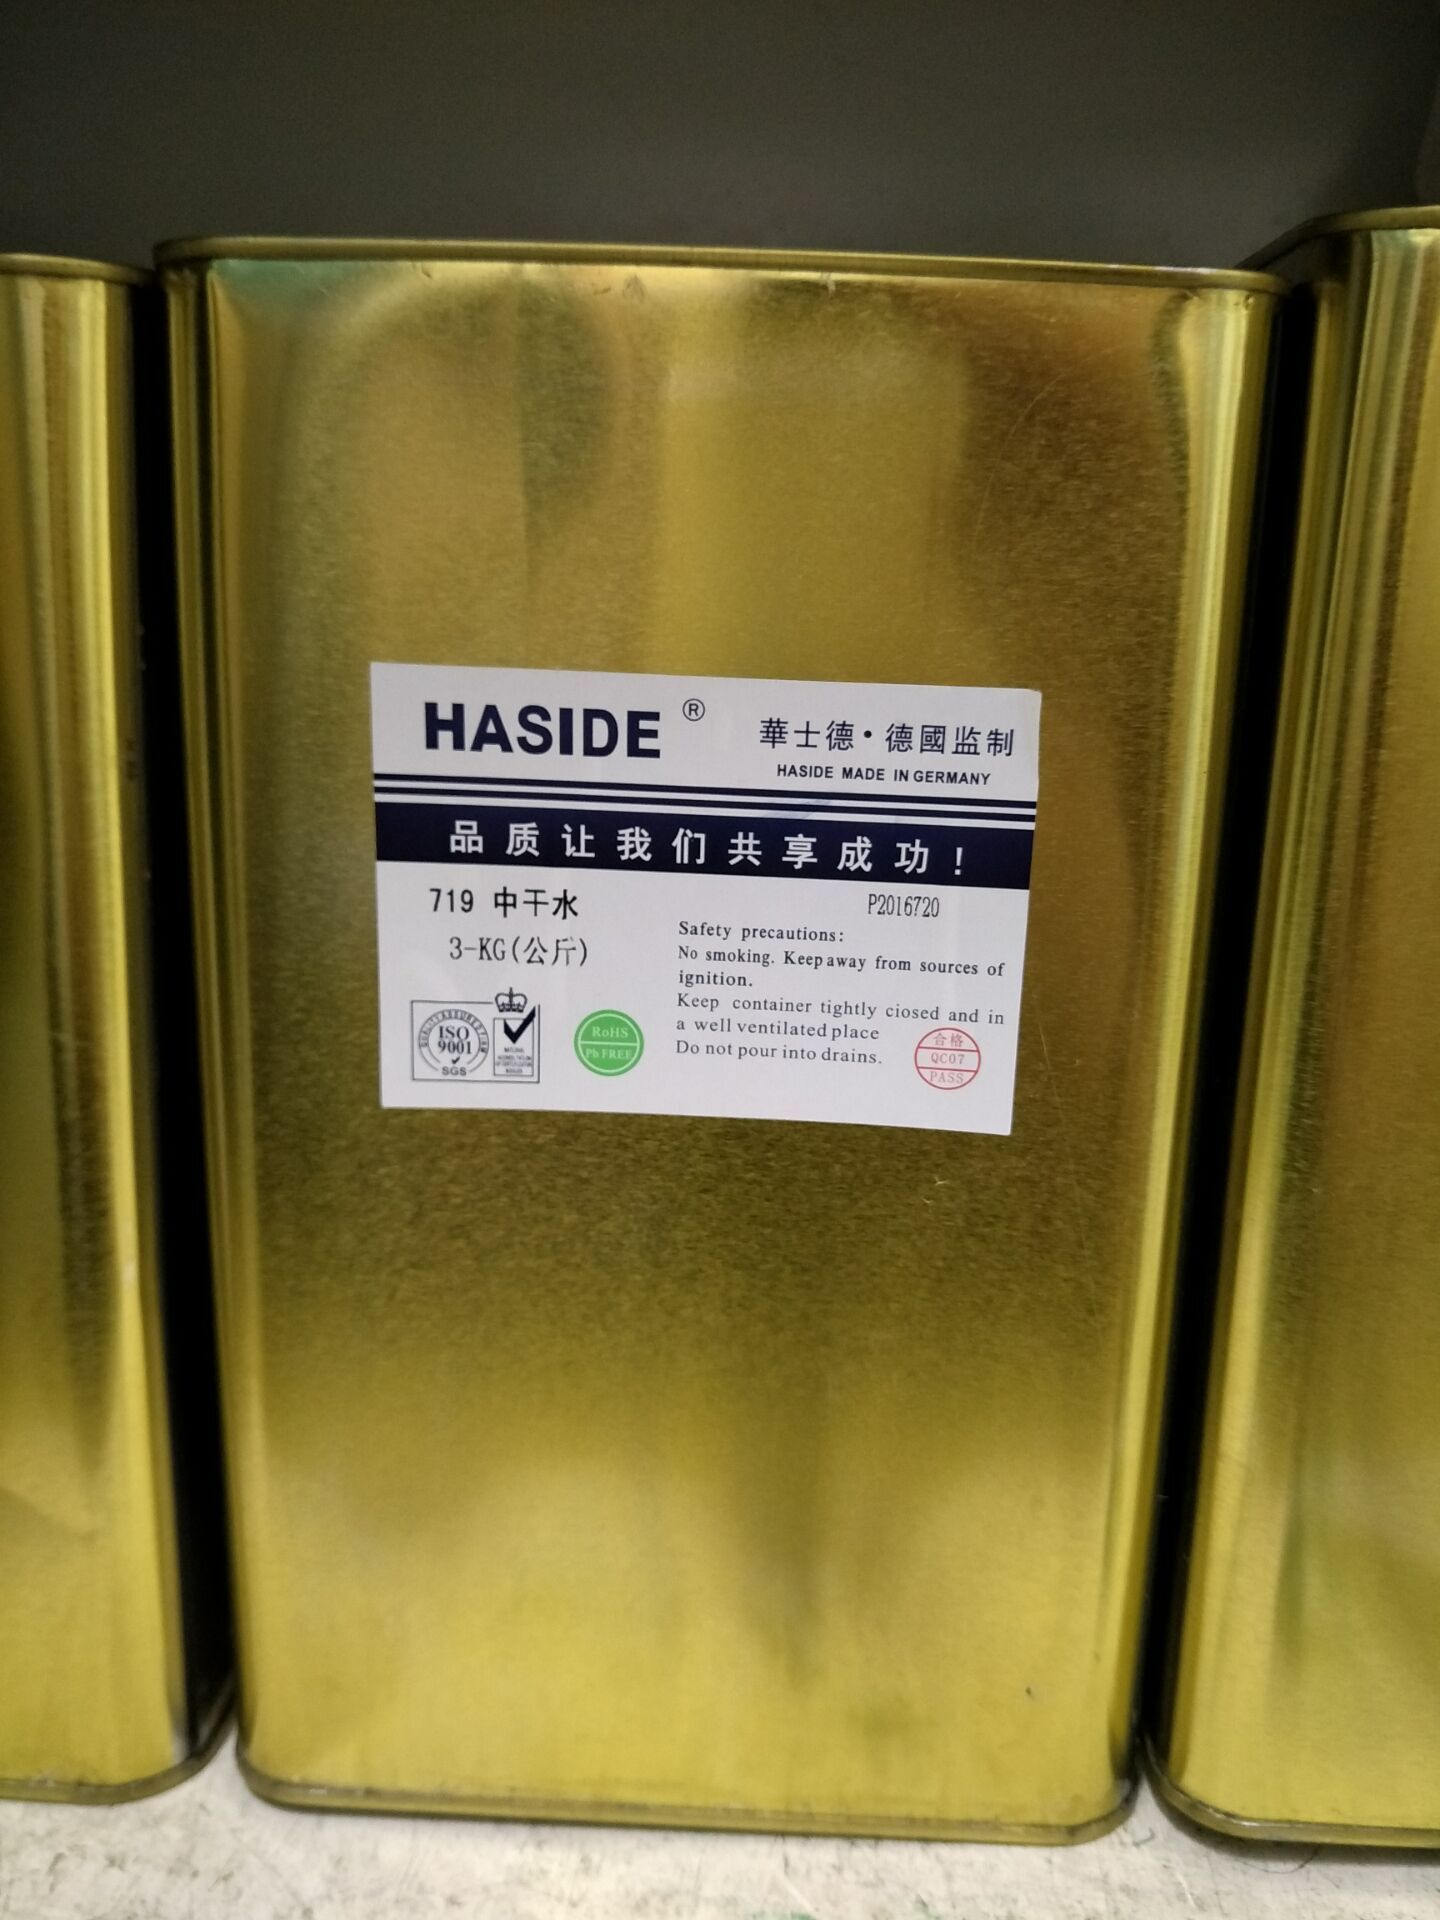 HASIDE ®
華士德·德國监制
HASIDE MADE IN GERMANY
品质让我们共享成功!
719 中干水
P2016720
3-KG(公斤)
Safety precautions:
No smoking. Keep away from sources of
ignition.
Keep container tightly ciosed and in
a well ventilated place
Do not pour into drains.
QUALITY ASSURED FIRM
ISO
9001
SGS
RoHS
Pb FREE
合格
QC07
PASS